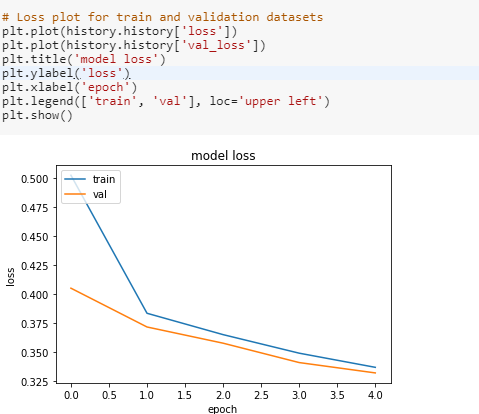 # Loss plot for train and validation datasets
plt.plot(history.history['loss'])
plt.plot(history.history['val_loss'])
plt.title('model loss')
plt.ylabel('loss')
plt.xlabel('epoch')
plt.legend(['train', 'val'], loc='upper left')
plt.show()
model loss
train
val
0.500
0.475
0.450
0.425
0.400
0.375
0.350
0.325
loss
0.0 0.5 1.0 1.5 2.0 2.5 3.0 3.5 4.0
epoch